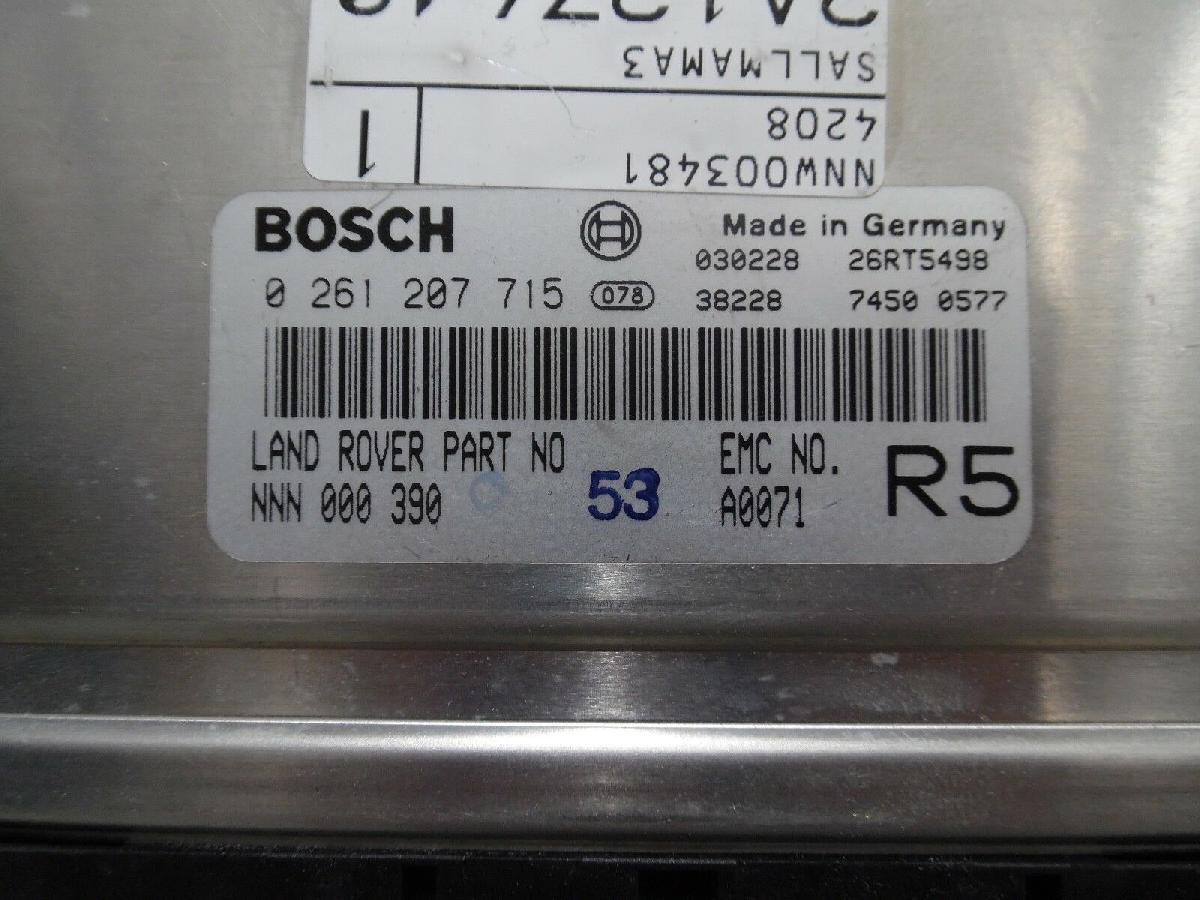 SALLMAMA3
4208
1
NNW003481
BOSCH
Made in Germany
030228 26RT5498
0 261 207 715 078 38228 7450 0577
LAND ROVER PART NO EMC NO. R5
NNN 000 390 53 A0071